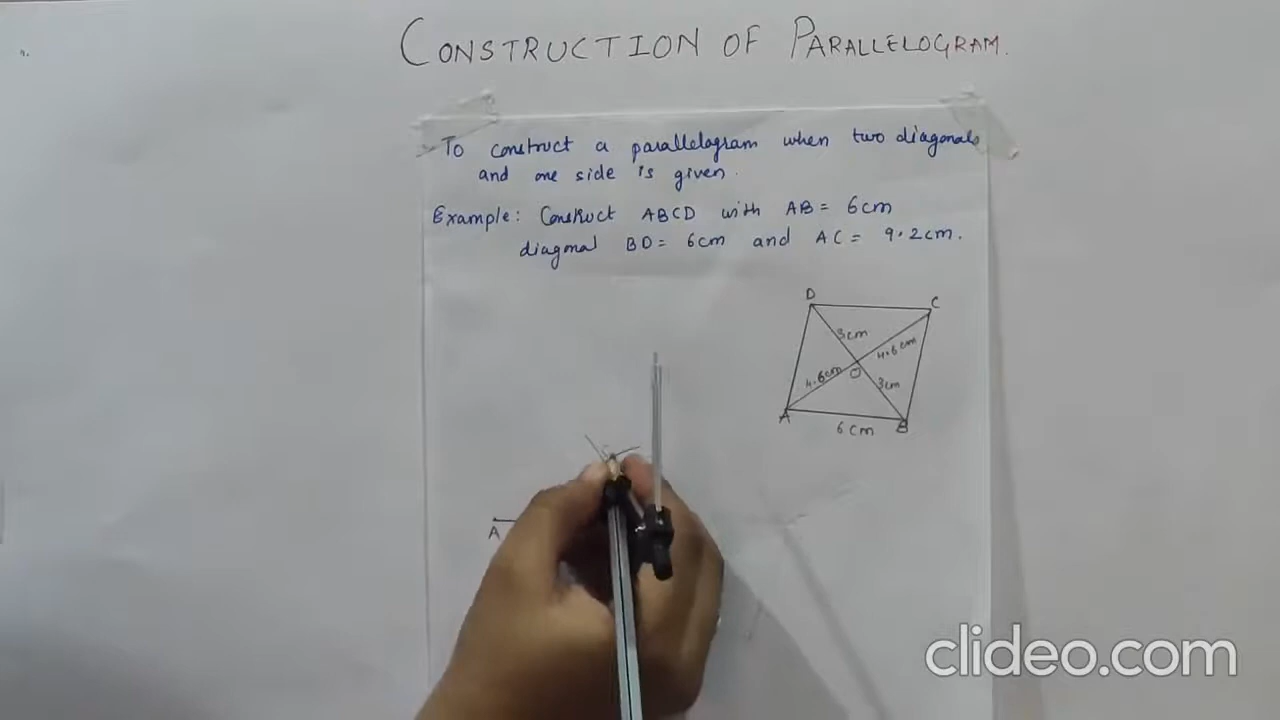 CONSTRUCTION OF PARALLELOGRAM.
To construct a parallelogram when two diagonals
and one side is given.
Example: Construct ABCD with AB = 6cm
diagonal BD = 6cm and AC = 9.2cm.
D
C
3cm
4.6cm
4.6cm
O
3cm
A
B
6cm
A
clideo.com